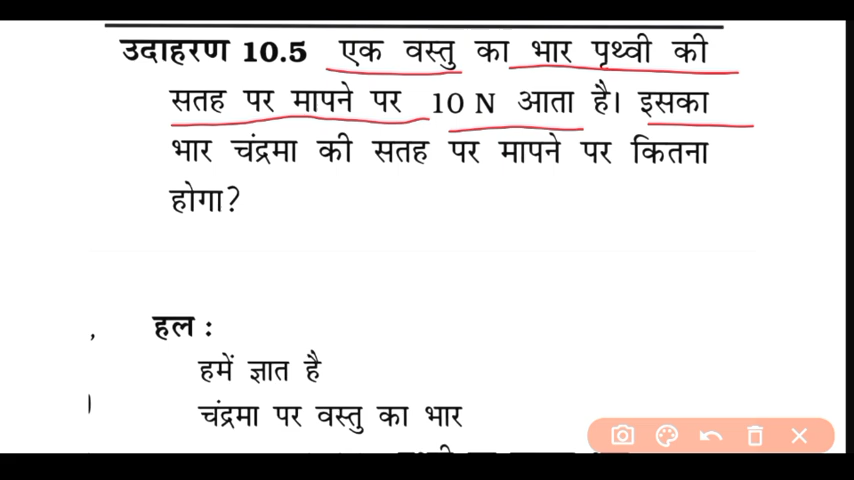 उदाहरण 10.5 एक वस्तु का भार पृथ्वी की
सतह पर मापने पर 10 N आता है। इसका
भार चंद्रमा की सतह पर मापने पर कितना
होगा?
हल :
हमें ज्ञात है
चंद्रमा पर वस्तु का भार